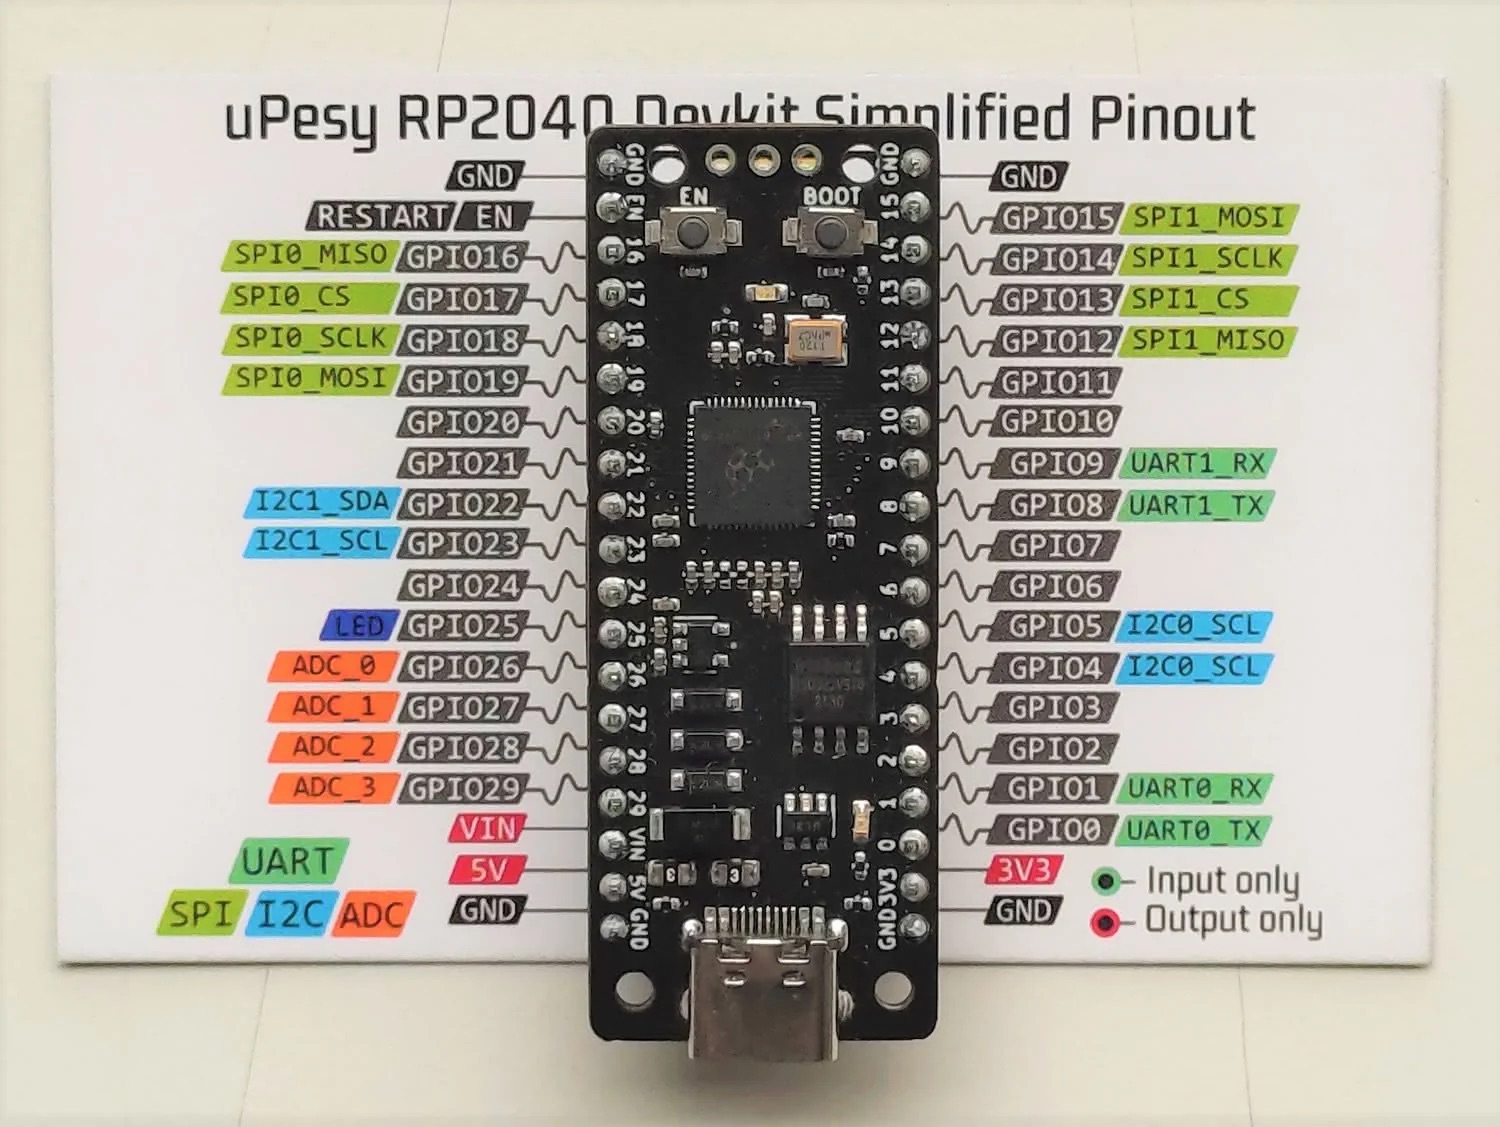 uPesy RP2040 Devkit Simplified Pinout
GND
RESTART EN
SPI0_MISO GPIO16
SPI0_CS GPIO17
SPI0_SCLK GPIO18
SPI0_MOSI GPIO19
GPIO20
GPIO21
I2C1_SDA GPIO22
I2C1_SCL GPIO23
GPIO24
LED GPIO25
ADC_0 GPIO26
ADC_1 GPIO27
ADC_2 GPIO28
ADC_3 GPIO29
VIN
5V
GND
UART
SPI I2C ADC
GND
EN
16
17
18
19
20
21
22
23
24
25
26
27
28
29
VIN
5V
GND
EN
BOOT
GND
15
14
13
12
11
10
9
8
7
6
5
4
3
2
1
0
3V3
GND
GND
GPIO15 SPI1_MOSI
GPIO14 SPI1_SCLK
GPIO13 SPI1_CS
GPIO12 SPI1_MISO
GPIO11
GPIO10
GPIO9 UART1_RX
GPIO8 UART1_TX
GPIO7
GPIO6
GPIO5 I2C0_SCL
GPIO4 I2C0_SCL
GPIO3
GPIO2
GPIO1 UART0_RX
GPIO0 UART0_TX
3V3
GND
Input only
Output only